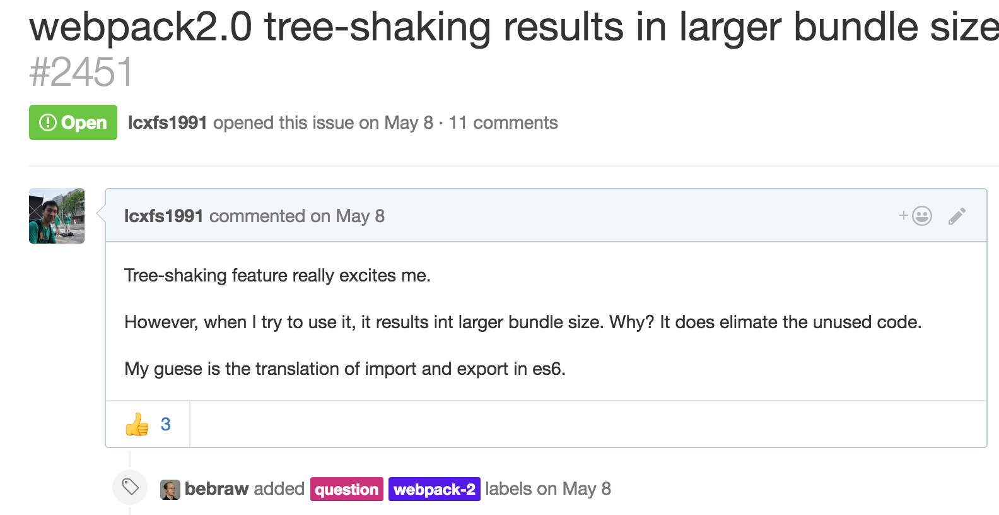 webpack2.0 tree-shaking results in larger bundle size
#2451
Open lcxfs1991 opened this issue on May 8 · 11 comments
lcxfs1991 commented on May 8
Tree-shaking feature really excites me.
However, when I try to use it, it results int larger bundle size. Why? It does elimate the unused code.
My guese is the translation of import and export in es6.
3
bebraw added question webpack-2 labels on May 8